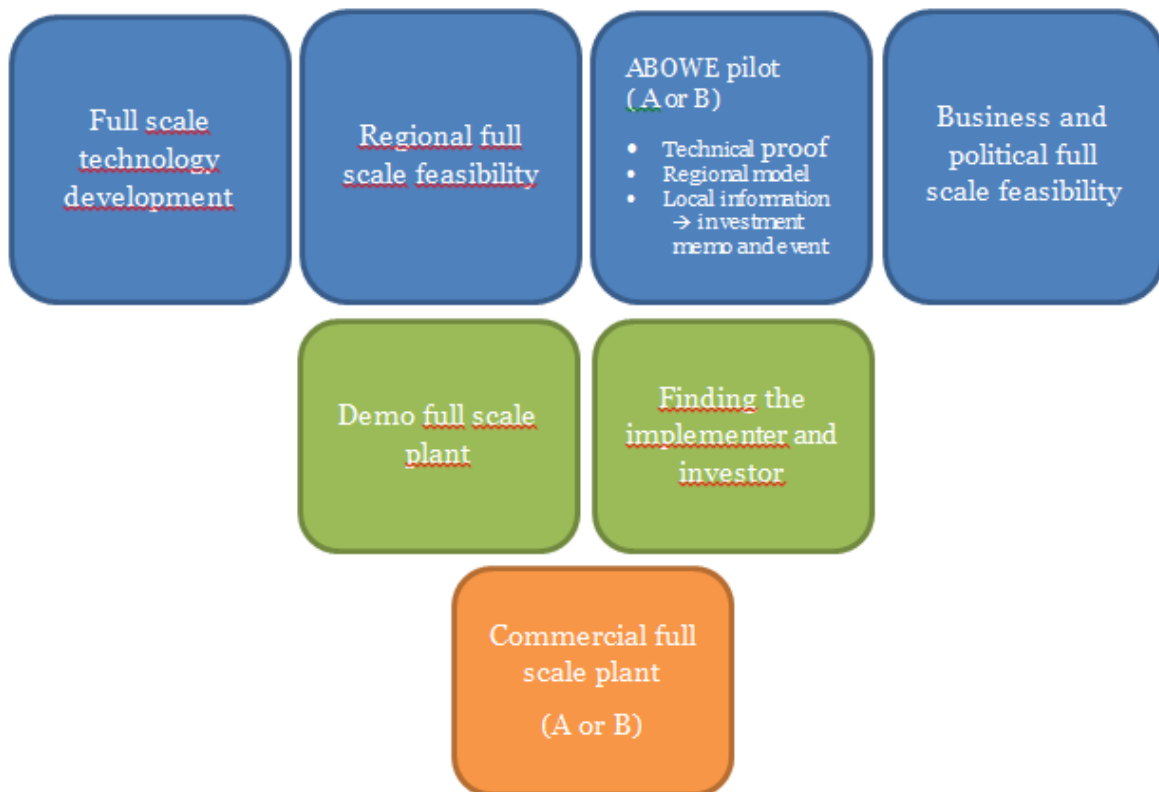 Full scale
technology
development
Regional full
scale feasibility
ABOWE pilot
( A or B)
• Technical proof
• Regional model
• Local information
→ investment
memo and event
Business and
political full
scale feasibility
Demo full scale
plant
Finding the
implementer and
investor
Commercial full
scale plant
(A or B)